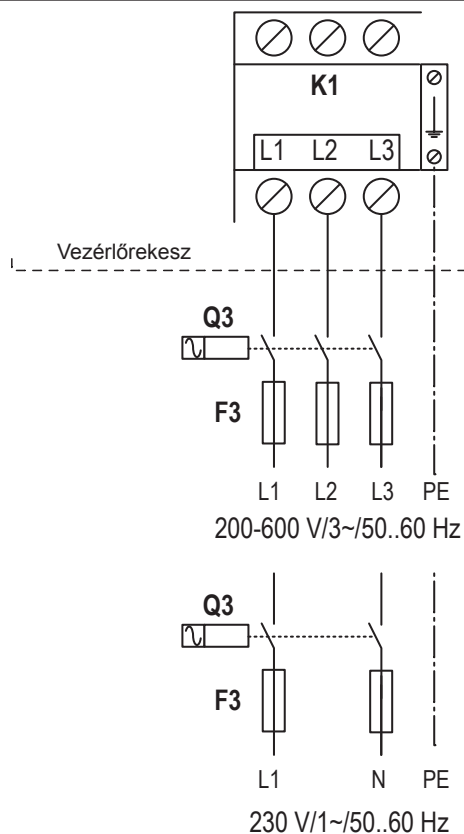 K1
L1 L2 L3
Vezérlőrekesz
Q3
F3
L1 L2 L3 PE
200-600 V/3~/50..60 Hz
Q3
F3
L1 N PE
230 V/1~/50..60 Hz